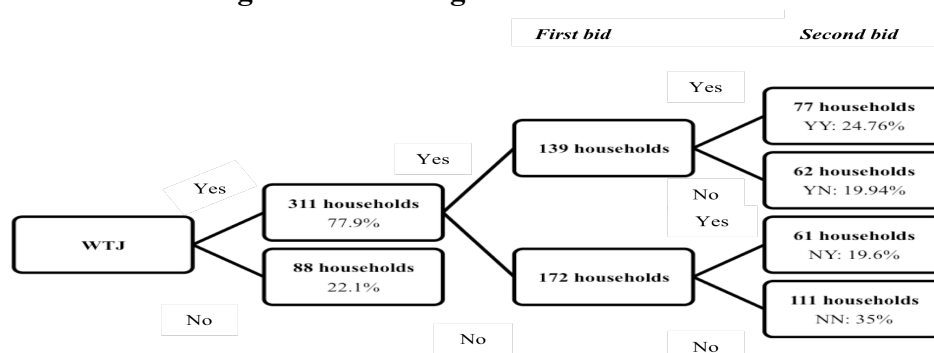 First bid
Second bid
Yes
77 households
YY: 24.76%
Yes
139 households
Yes
62 households
YN: 19.94%
No
311 households
77.9%
Yes
61 households
NY: 19.6%
WTJ
88 households
22.1%
172 households
111 households
NN: 35%
No
No
No